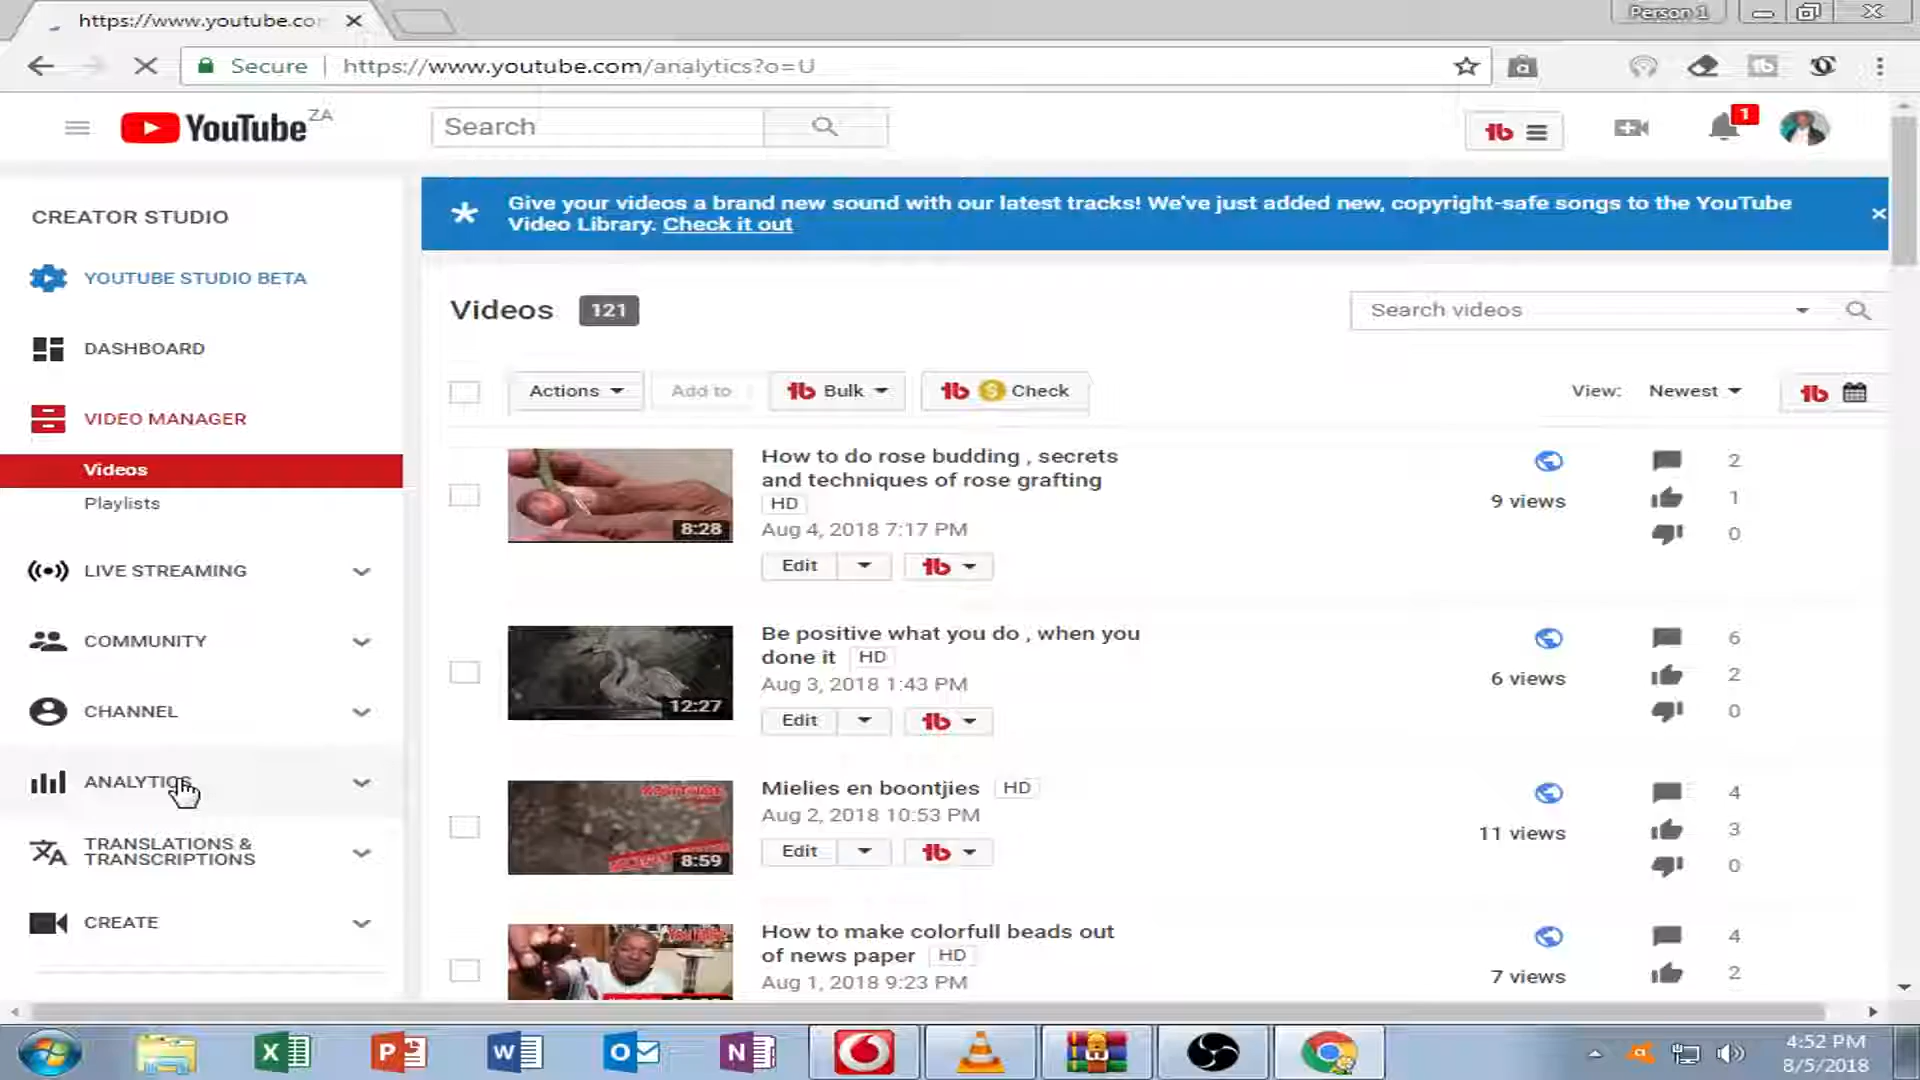 https://www.youtube.co
Person 1
Secure
https://www.youtube.com/analytics?o=U
YouTube ZA
Search
1
CREATOR STUDIO
YOUTUBE STUDIO BETA
DASHBOARD
VIDEO MANAGER
Videos
Playlists
LIVE STREAMING
COMMUNITY
CHANNEL
ANALYTICS
TRANSLATIONS &
TRANSCRIPTIONS
CREATE
Give your videos a brand new sound with our latest tracks! We've just added new, copyright-safe songs to the YouTube
Video Library. Check it out
Videos 121
Search videos
Actions
Add to
Bulk
Check
View: Newest
How to do rose budding , secrets
and techniques of rose grafting
HD
8:28
Aug 4, 2018 7:17 PM
Edit
9 views
2
1
0
Be positive what you do , when you
done it HD
12:27
Aug 3, 2018 1:43 PM
Edit
6 views
6
2
0
Mielies en boontjies HD
8:59
Aug 2, 2018 10:53 PM
Edit
11 views
4
3
0
How to make colorfull beads out
of news paper HD
Aug 1, 2018 9:23 PM
7 views
4
2
4:52 PM
8/5/2018